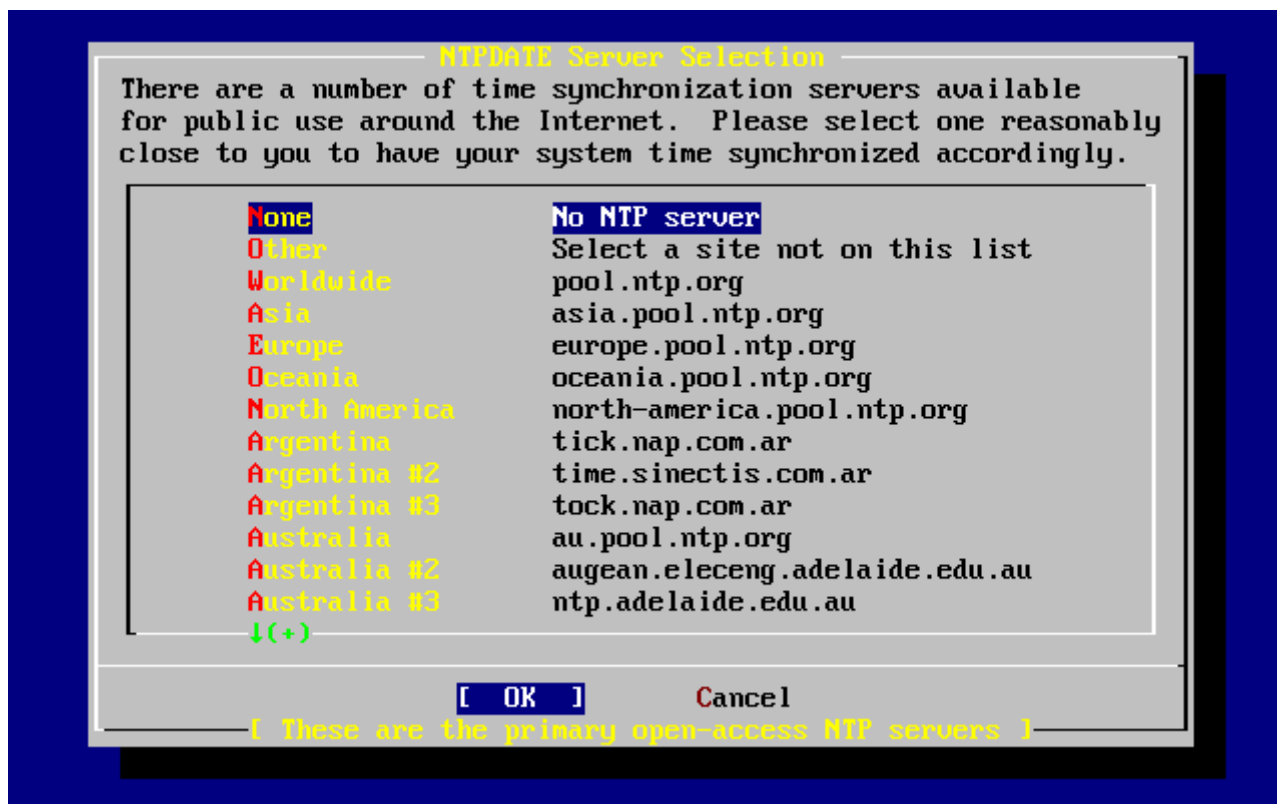 NTPDATE Server Selection
There are a number of time synchronization servers available
for public use around the Internet.  Please select one reasonably
close to you to have your system time synchronized accordingly.
None No NTP server
Other Select a site not on this list
Worldwide pool.ntp.org
Asia asia.pool.ntp.org
Europe europe.pool.ntp.org
Oceania oceania.pool.ntp.org
North America north-america.pool.ntp.org
Argentina tick.nap.com.ar
Argentina #2 time.sinectis.com.ar
Argentina #3 tock.nap.com.ar
Australia au.pool.ntp.org
Australia #2 augean.eleceng.adelaide.edu.au
Australia #3 ntp.adelaide.edu.au
↓(+)
[ OK ] Cancel
[ These are the primary open-access NTP servers ]